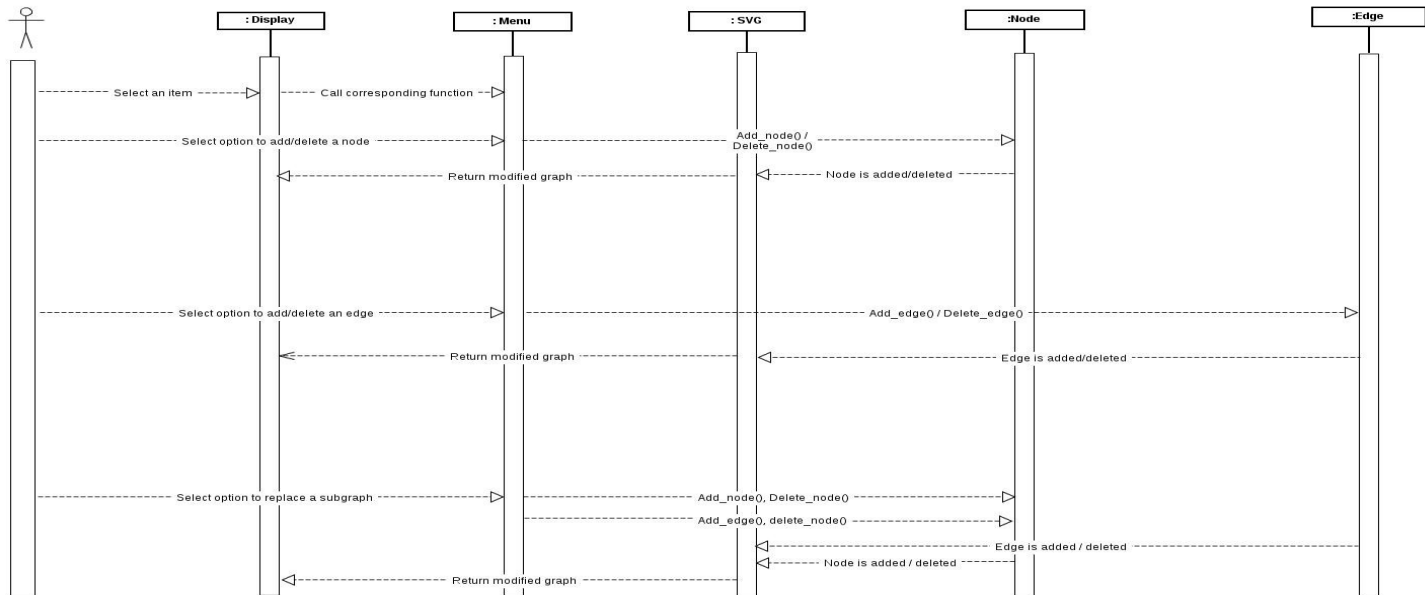 : Display
: Menu
: SVG
:Node
:Edge
Select an item
Call corresponding function
Select option to add/delete a node
Add_node() /
Delete_node()
Return modified graph
Node is added/deleted
Select option to add/delete an edge
Add_edge() / Delete_edge()
Return modified graph
Edge is added/deleted
Select option to replace a subgraph
Add_node(), Delete_node()
Add_edge(), delete_node()
Edge is added / deleted
Node is added / deleted
Return modified graph